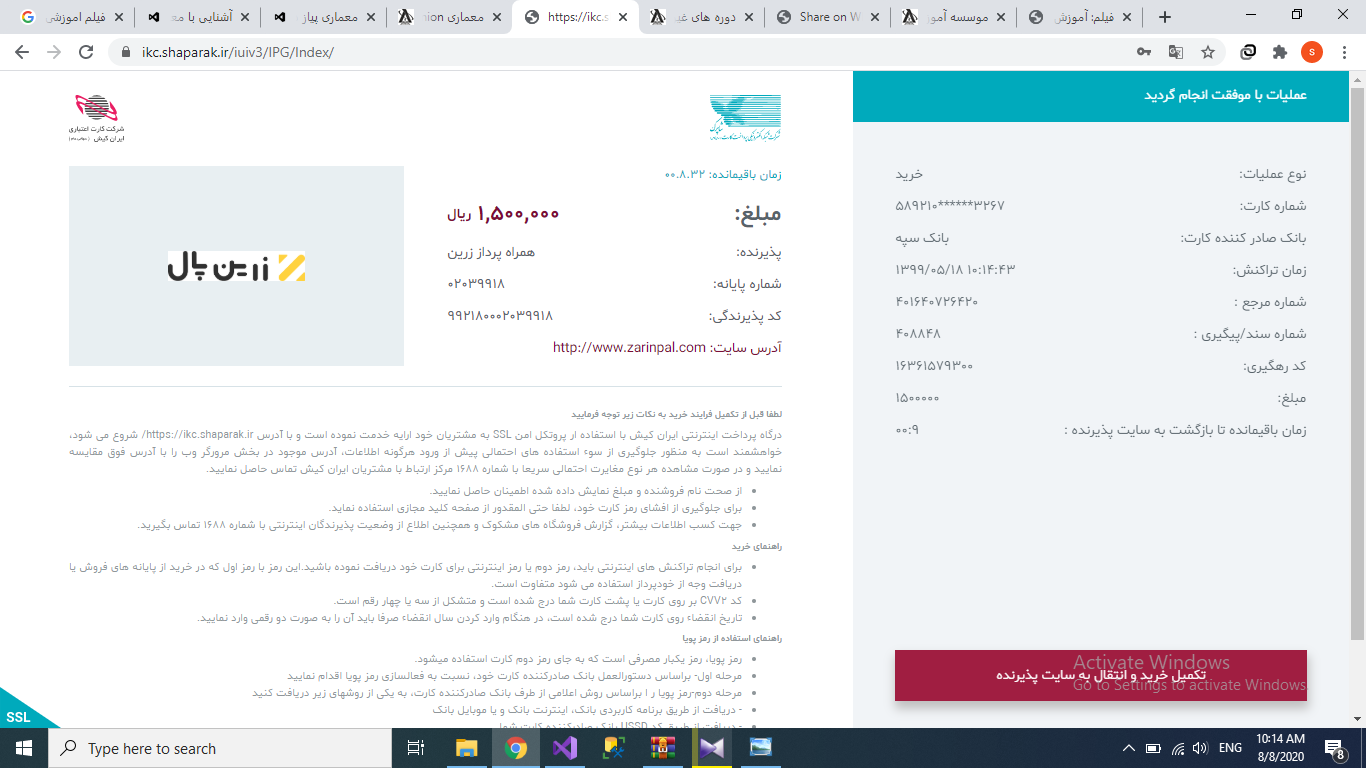 فیلم اموزشی
آشنایی با مع
معماری پیاز
معماری nion
https://ikc.s
دوره های غیر
Share on W
موسسه آمور
فیلم: آموزش
ikc.shaparak.ir/iuiv3/IPG/Index/
عملیات با موفقت انجام گردید
نوع عملیات: خرید
شماره کارت: ۵۸۹۲۱۰******۳۲۶۷
بانک صادر کننده کارت: بانک سپه
زمان تراکنش: ۱۳۹۹/۰۵/۱۸ ۱۰:۱۴:۴۳
شماره مرجع : ۴۰۱۶۴۰۷۲۶۴۲۰
شماره سند/پیگیری : ۴۰۸۸۴۸
کد رهگیری: ۱۶۳۶۱۵۷۹۳۰۰
مبلغ: ۱۵۰۰۰۰۰
زمان باقیمانده تا بازگشت به سایت پذیرنده : ۰۰:۹
تکمیل خرید و انتقال به سایت پذیرنده
Activate Windows
Go to Settings to activate Windows.
شاپرک
شرکت کارت اعتباری
ایران کیش
زمان باقیمانده: ۰۰.۸.۳۲
مبلغ: ۱,۵۰۰,۰۰۰ ریال
پذیرنده: همراه پرداز زرین
شماره پایانه: ۰۲۰۳۹۹۱۸
کد پذیرندگی: ۹۹۲۱۸۰۰۰۲۰۳۹۹۱۸
آدرس سایت: http://www.zarinpal.com
زرین پال
لطفا قبل از تکمیل فرایند خرید به نکات زیر توجه فرمایید
درگاه پرداخت اینترنتی ایران کیش با استفاده از پروتکل امن SSL به مشتریان خود ارایه خدمت نموده است و با آدرس https://ikc.shaparak.ir/ شروع می شود،
خواهشمند است به منظور جلوگیری از سوء استفاده های احتمالی پیش از ورود هرگونه اطلاعات، آدرس موجود در بخش مرورگر وب را با آدرس فوق مقایسه
نمایید و در صورت مشاهده هر نوع مغایرت احتمالی سریعا با شماره ۱۶۸۸ مرکز ارتباط با مشتریان ایران کیش تماس حاصل نمایید.
از صحت نام فروشنده و مبلغ نمایش داده شده اطمینان حاصل نمایید.
برای جلوگیری از افشای رمز کارت خود، لطفا حتی المقدور از صفحه کلید مجازی استفاده نماید.
جهت کسب اطلاعات بیشتر، گزارش فروشگاه های مشکوک و همچنین اطلاع از وضعیت پذیرندگان اینترنتی با شماره ۱۶۸۸ تماس بگیرید.
راهنمای خرید
برای انجام تراکنش های اینترنتی باید، رمز دوم یا رمز اینترنتی برای کارت خود دریافت نموده باشید.این رمز با رمز اول که در خرید از پایانه های فروش یا
دریافت وجه از خودپرداز استفاده می شود متفاوت است.
کد CVV۲ بر روی کارت یا پشت کارت شما درج شده است و متشکل از سه یا چهار رقم است.
تاریخ انقضاء روی کارت شما درج شده است، در هنگام وارد کردن سال انقضاء صرفا باید آن را به صورت دو رقمی وارد نمایید.
راهنمای استفاده از رمز پویا
رمز پویا، رمز یکبار مصرفی است که به جای رمز دوم کارت استفاده میشود.
مرحله اول- براساس دستورالعمل بانک صادرکننده کارت خود، نسبت به فعالسازی رمز پویا اقدام نمایید
مرحله دوم-رمز پویا ر ا براساس روش اعلامی از طرف بانک صادرکننده کارت، به یکی از روشهای زیر دریافت کنید
- دریافت از طریق برنامه کاربردی بانک، اینترنت بانک و یا موبایل بانک
- دریافت از طریق کد USSD بانک صادرکننده کارت شما
SSL
Type here to search
ENG
10:14 AM
8/8/2020
8